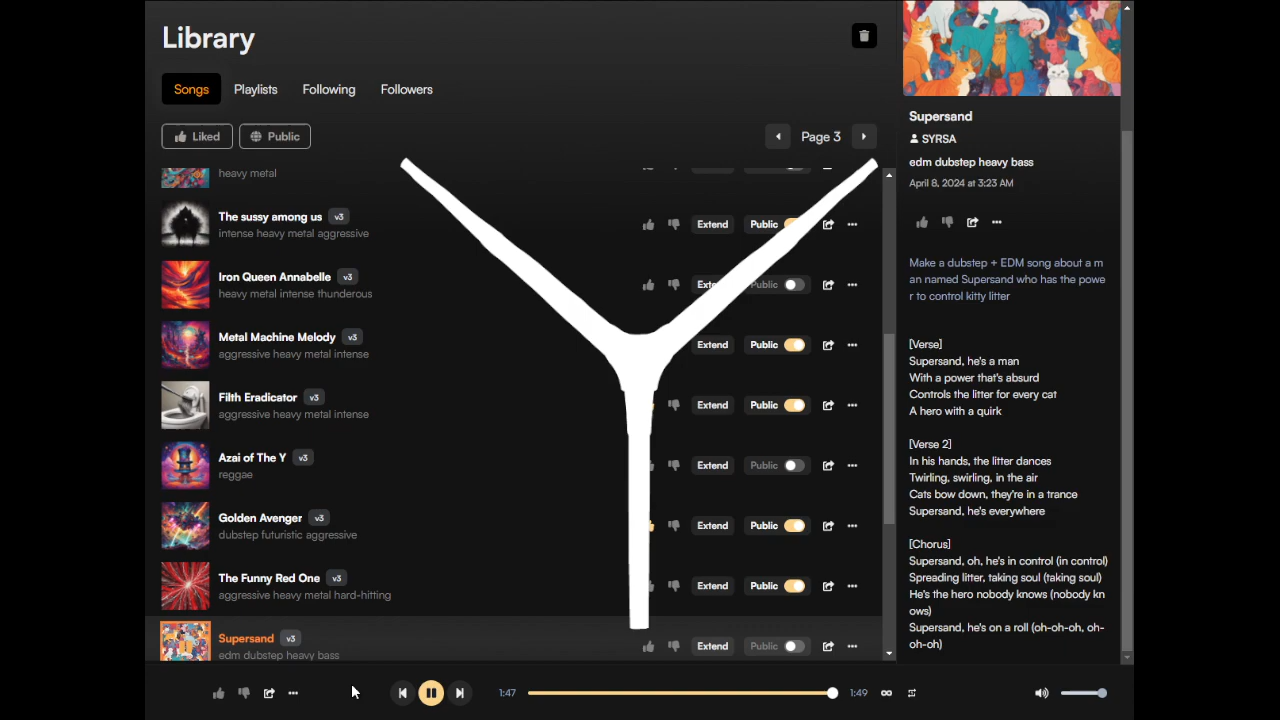 Library
Songs Playlists Following Followers
Liked Public
Page 3
heavy metal
The sussy among us v3
intense heavy metal aggressive
Extend Public
Iron Queen Annabelle v3
heavy metal intense thunderous
Public
Metal Machine Melody v3
aggressive heavy metal intense
Extend Public
Filth Eradicator v3
aggressive heavy metal intense
Extend Public
Azai of The Y v3
reggae
Extend Public
Golden Avenger v3
dubstep futuristic aggressive
Extend Public
The Funny Red One v3
aggressive heavy metal hard-hitting
Extend Public
Supersand v3
edm dubstep heavy bass
Extend Public
Supersand
SYRSA
edm dubstep heavy bass
April 8, 2024 at 3:23 AM
Make a dubstep + EDM song about a m
an named Supersand who has the powe
r to control kitty litter
[Verse]
Supersand, he's a man
With a power that's absurd
Controls the litter for every cat
A hero with a quirk
[Verse 2]
In his hands, the litter dances
Twirling, swirling, in the air
Cats bow down, they're in a trance
Supersand, he's everywhere
[Chorus]
Supersand, oh, he's in control (in control)
Spreading litter, taking soul (taking soul)
He's the hero nobody knows (nobody kn
ows)
Supersand, he's on a roll (oh-oh-oh, oh-
oh-oh)
1:47
1:49